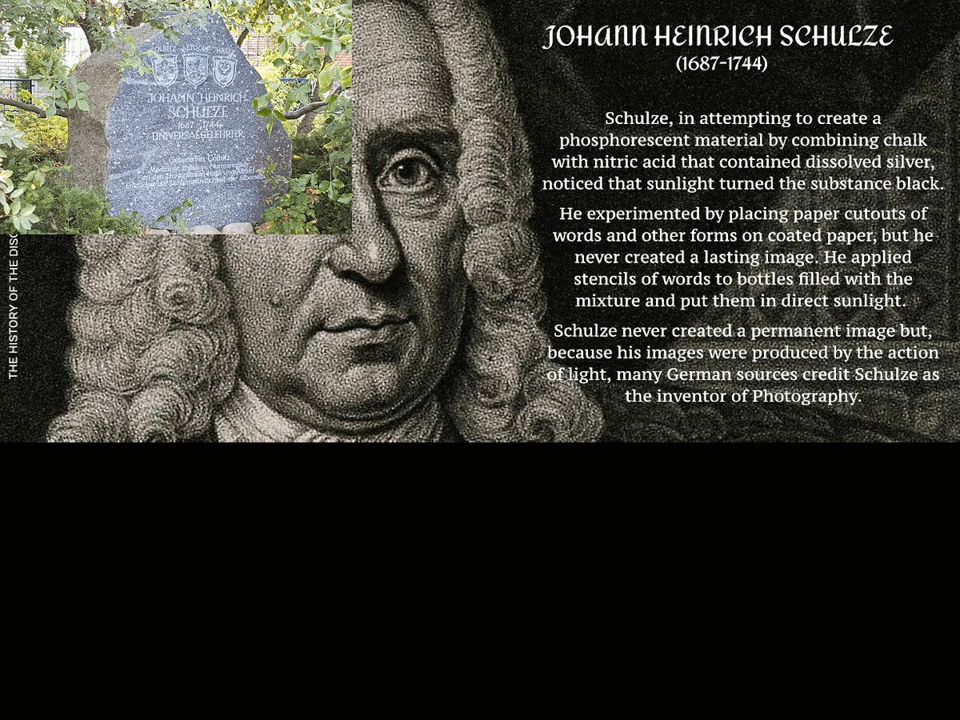 JOHANN HEINRICH SCHULZE
(1687-1744)
Schulze, in attempting to create a
phosphorescent material by combining chalk
with nitric acid that contained dissolved silver,
noticed that sunlight turned the substance black.
He experimented by placing paper cutouts of
words and other forms on coated paper, but he
never created a lasting image. He applied
stencils of words to bottles filled with the
mixture and put them in direct sunlight.
Schulze never created a permanent image but,
because his images were produced by the action
of light, many German sources credit Schulze as
the inventor of Photography.
THE HISTORY OF THE DISC
JOHANN HEINRICH
SCHULZE
1687 - 1744
UNIVERSALGELEHRTER